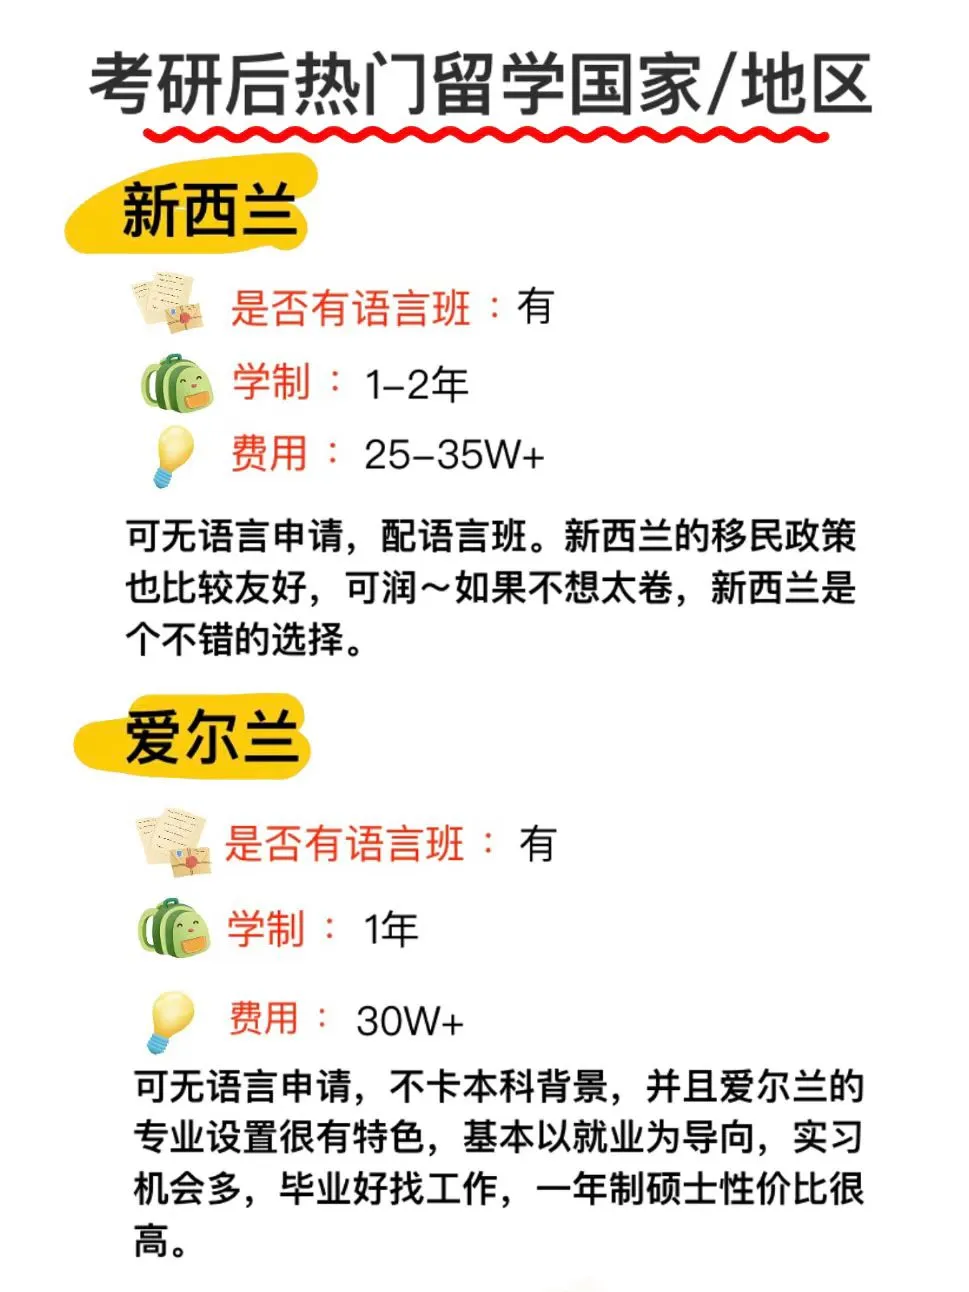 考研后热门留学国家/地区
新西兰
是否有语言班：有
学制：1-2年
费用：25-35W+
可无语言申请，配语言班。新西兰的移民政策
也比较友好，可润～如果不想太卷，新西兰是
个不错的选择。
爱尔兰
是否有语言班：有
学制：1年
费用：30W+
可无语言申请，不卡本科背景，并且爱尔兰的
专业设置很有特色，基本以就业为导向，实习
机会多，毕业好找工作，一年制硕士性价比很
高。